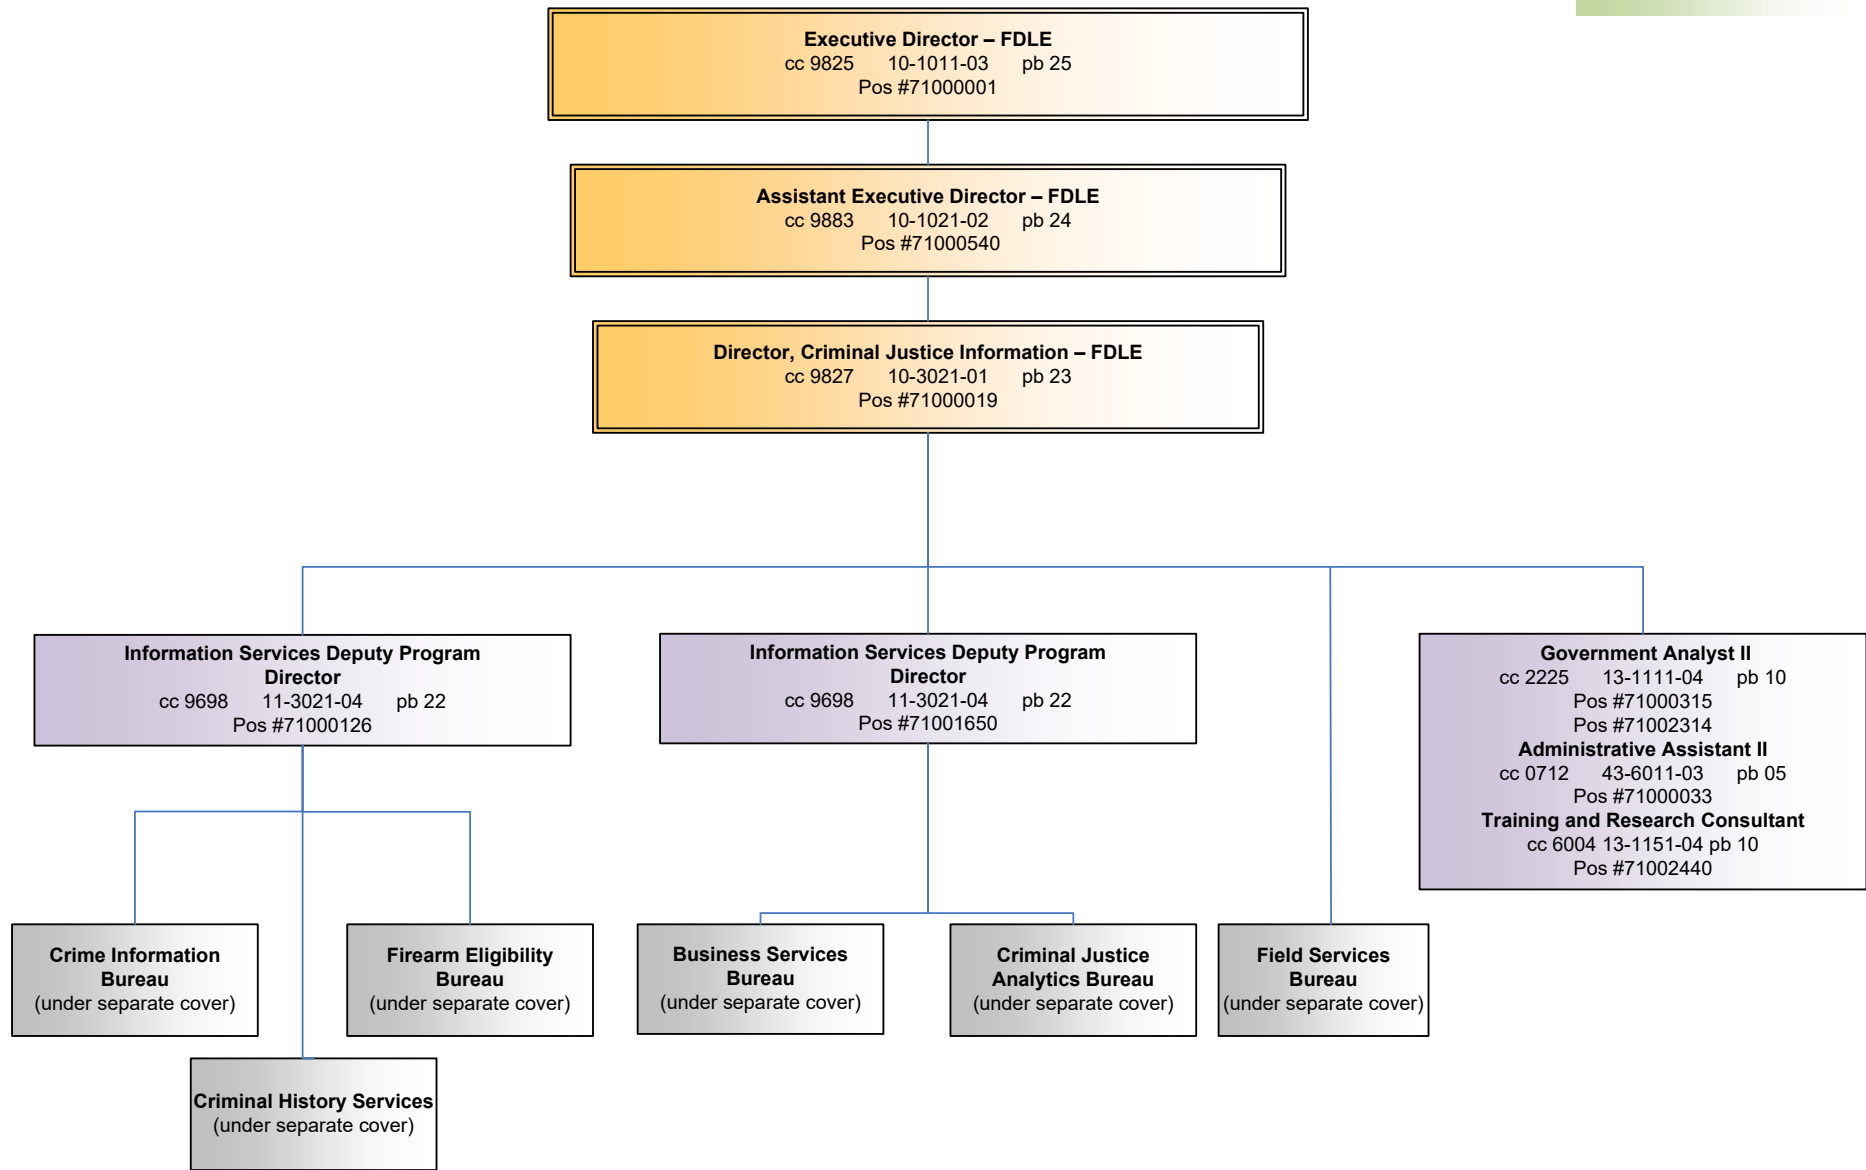 Executive Director – FDLE
cc 9825 10-1011-03 pb 25
Pos #71000001
Assistant Executive Director – FDLE
cc 9883 10-1021-02 pb 24
Pos #71000540
Director, Criminal Justice Information – FDLE
cc 9827 10-3021-01 pb 23
Pos #71000019
Information Services Deputy Program
Director
cc 9698 11-3021-04 pb 22
Pos #71000126
Information Services Deputy Program
Director
cc 9698 11-3021-04 pb 22
Pos #71001650
Government Analyst II
cc 2225 13-1111-04 pb 10
Pos #71000315
Pos #71002314
Administrative Assistant II
cc 0712 43-6011-03 pb 05
Pos #71000033
Training and Research Consultant
cc 6004 13-1151-04 pb 10
Pos #71002440
Crime Information
Bureau
(under separate cover)
Firearm Eligibility
Bureau
(under separate cover)
Business Services
Bureau
(under separate cover)
Criminal Justice
Analytics Bureau
(under separate cover)
Field Services
Bureau
(under separate cover)
Criminal History Services
(under separate cover)